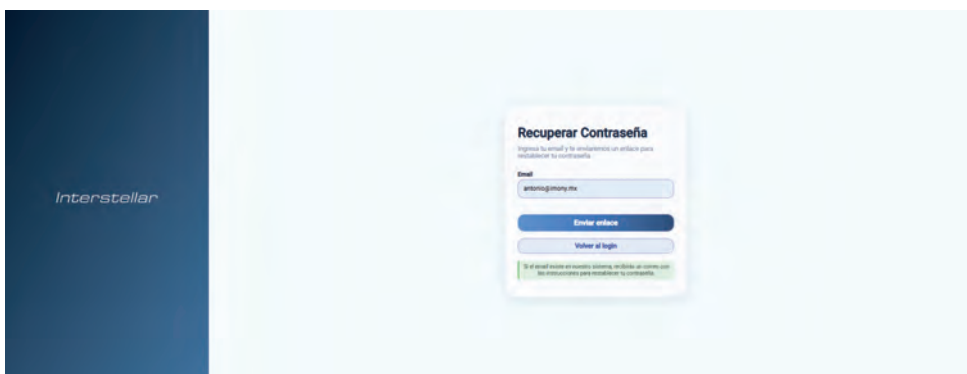 Interstellar
Recuperar Contraseña
Ingresa tu email y te enviaremos un enlace para
restablecer tu contraseña.
Email
antonio@imony.mx
Enviar enlace
Volver al login
Si el email existe en nuestro sistema, recibirás un correo con
las instrucciones para restablecer tu contraseña.